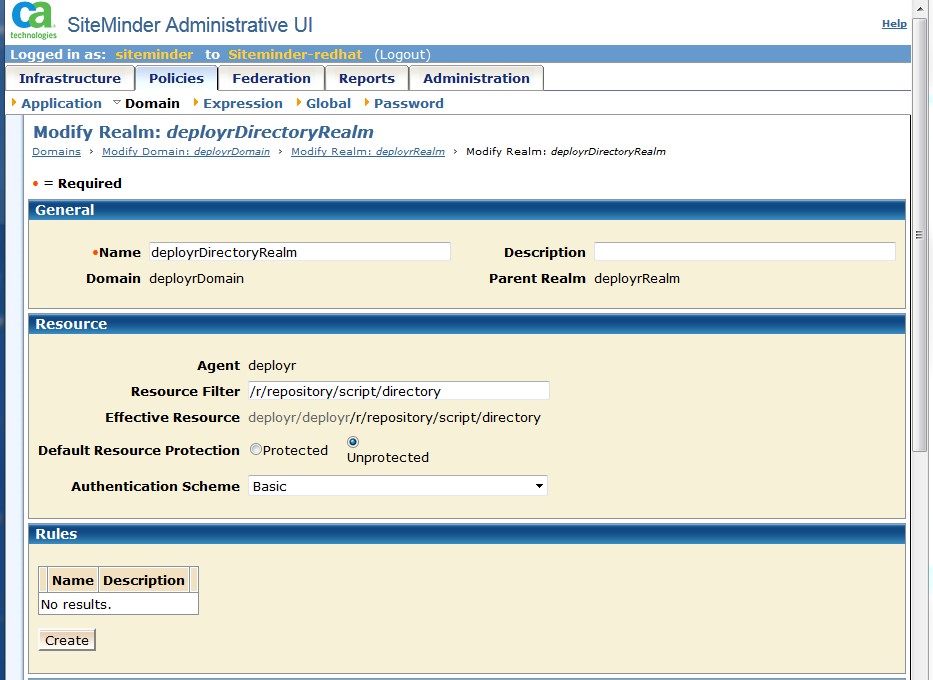 ca
technologies
SiteMinder Administrative UI
Help
Logged in as: siteminder to Siteminder-redhat (Logout)
Infrastructure Policies Federation Reports Administration
Application Domain Expression Global Password
Modify Realm: deployrDirectoryRealm
Domains › Modify Domain: deployrDomain › Modify Realm: deployrRealm › Modify Realm: deployrDirectoryRealm
• = Required
General
•Name deployrDirectoryRealm Description
Domain deployrDomain Parent Realm deployrRealm
Resource
Agent deployr
Resource Filter /r/repository/script/directory
Effective Resource deployr/deployr/r/repository/script/directory
Default Resource Protection Protected Unprotected
Authentication Scheme Basic
Rules
Name Description
No results.
Create